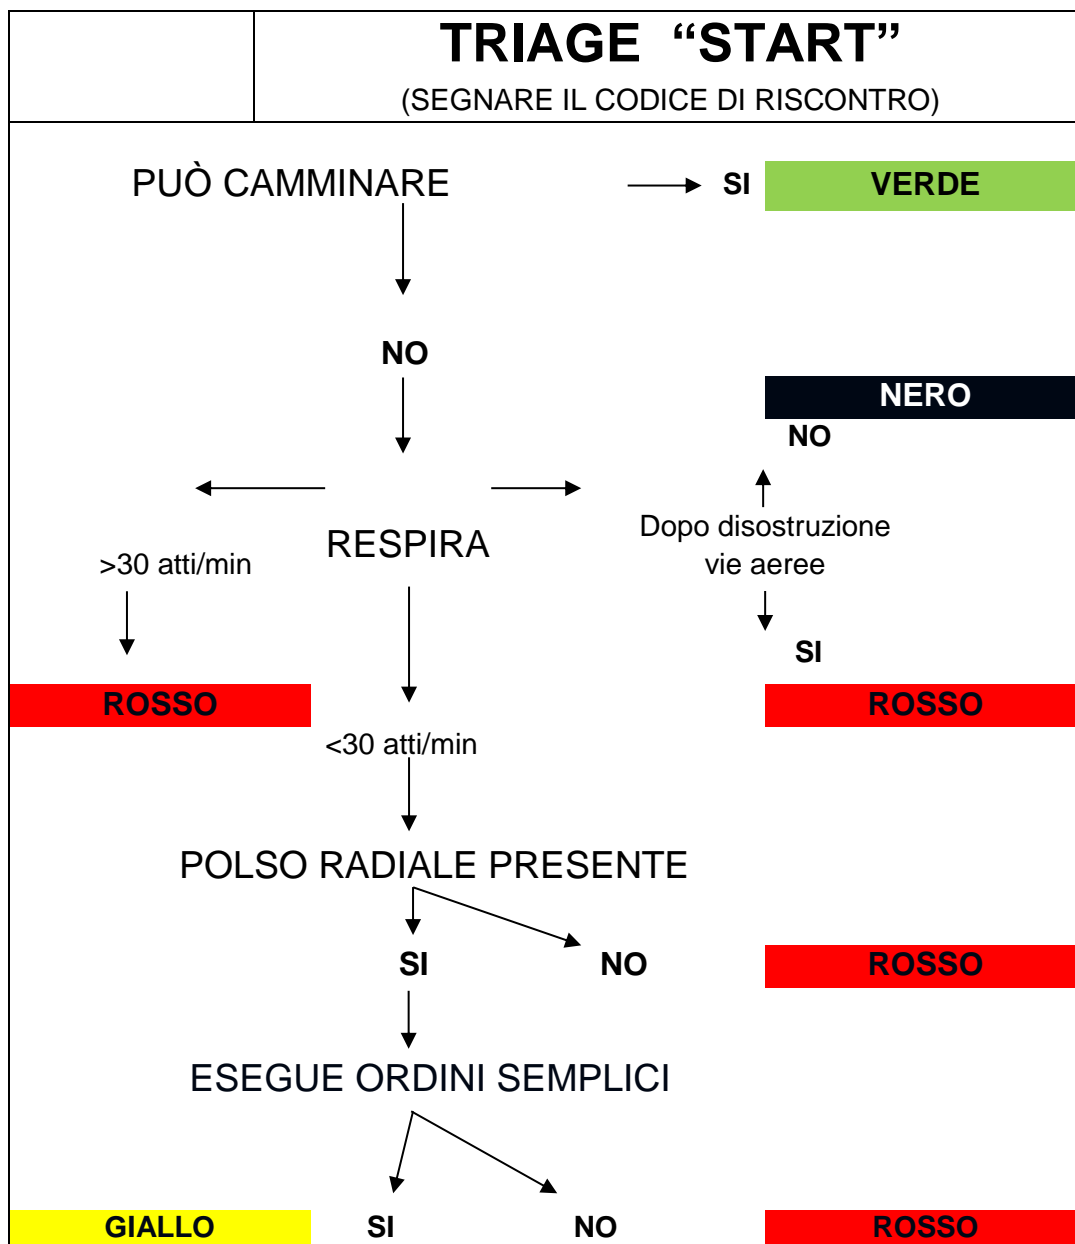 TRIAGE “START”
(SEGNARE IL CODICE DI RISCONTRO)
PUÒ CAMMINARE
SI
VERDE
NO
NERO
NO
RESPIRA
Dopo disostruzione
vie aeree
>30 atti/min
SI
ROSSO
ROSSO
<30 atti/min
POLSO RADIALE PRESENTE
SI
NO
ROSSO
ESEGUE ORDINI SEMPLICI
GIALLO
SI
NO
ROSSO